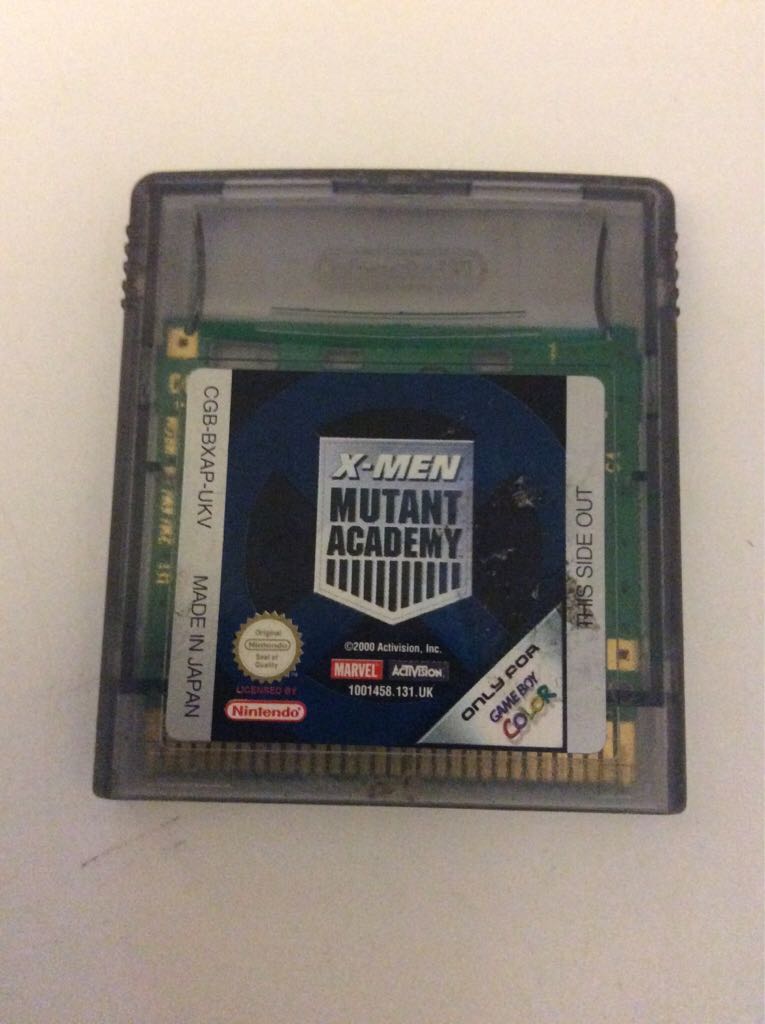 Nintendo
CGB-BXAP-UKV
MADE IN JAPAN
X-MEN
MUTANT
ACADEMY
Original
Nintendo
Seal of
Quality
LICENSED BY
Nintendo
©2000 Activision, Inc.
MARVEL
ACTIVISION
1001458.131.UK
ONLY FOR
GAME BOY
COLOR
THIS SIDE OUT